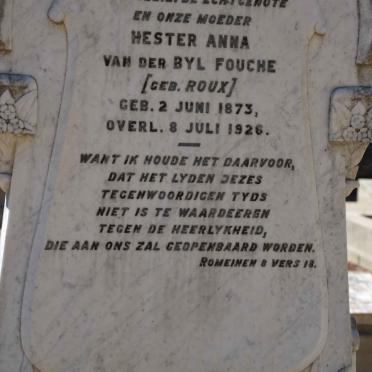 ECHTGENOTE
EN ONZE MOEDER
HESTER ANNA
VAN DER BYL FOUCHE
[GEB. ROUX]
GEB. 2 JUNI 1873,
OVERL. 8 JULI 1926.
WANT IK HOUDE HET DAARVOOR,
DAT HET LYDEN DEZES
TEGENWOORDIGEN TYDS
NIET IS TE WAARDEEREN
TEGEN DE HEERLYKHEID,
DIE AAN ONS ZAL GEOPENBAARD WORDEN.
ROMEINEN 8 VERS 18.